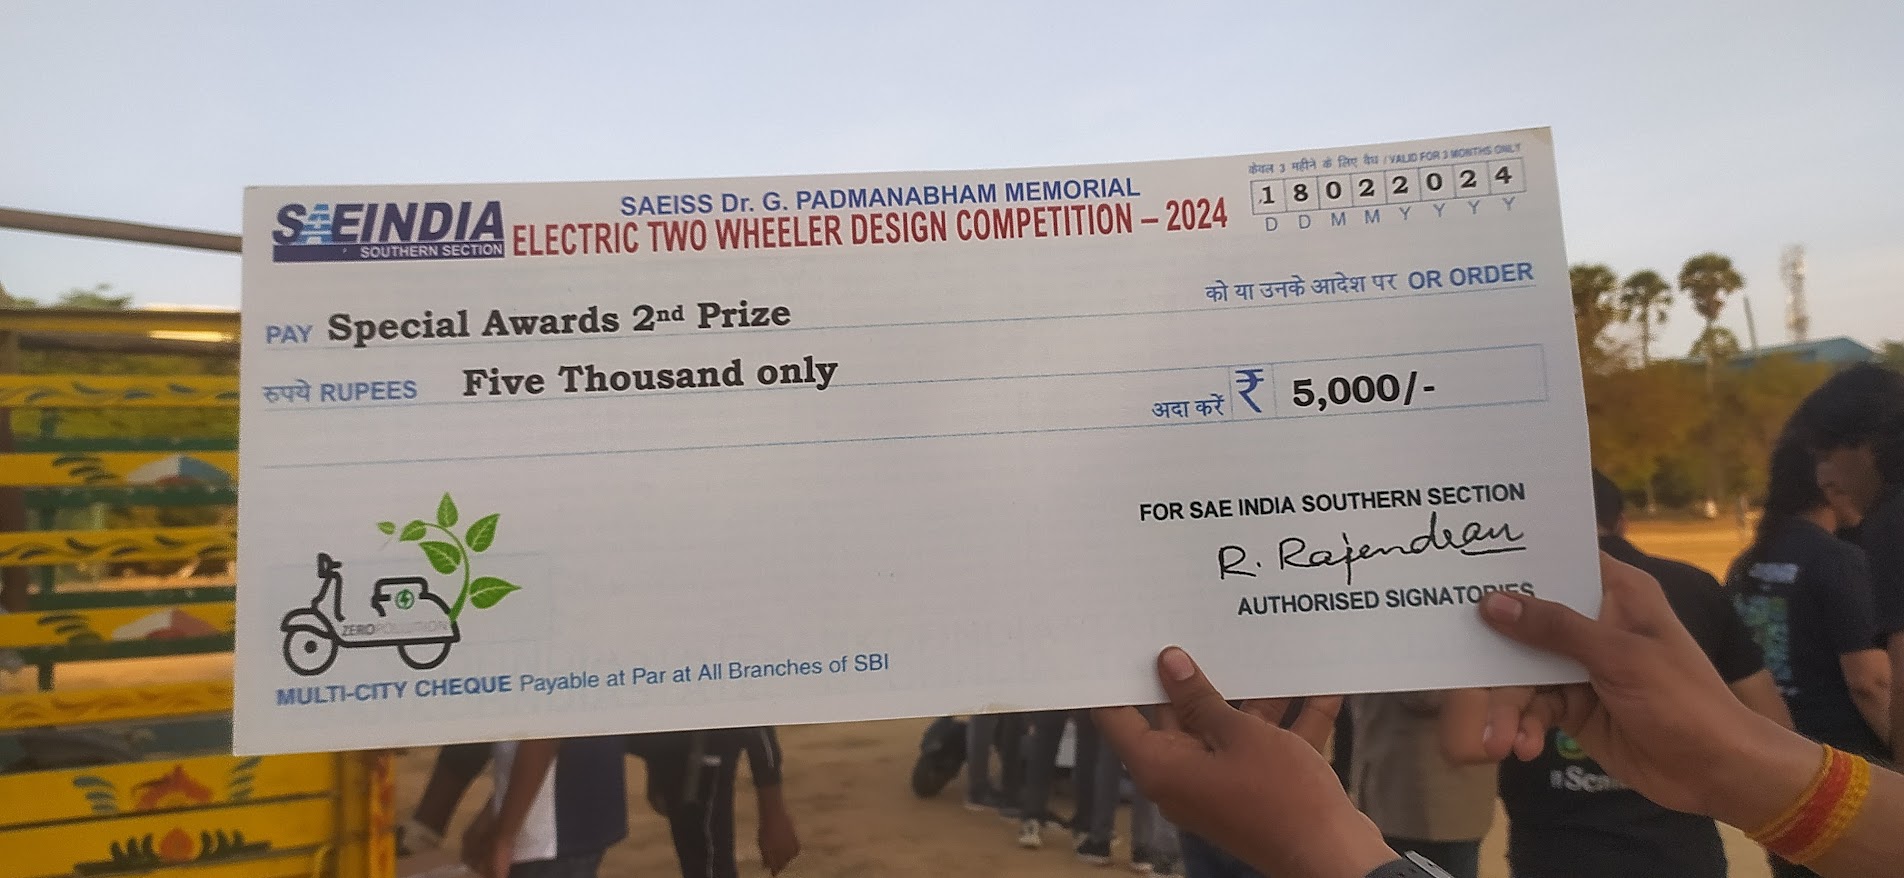 SAEINDIA
SOUTHERN SECTION
SAEISS Dr. G. PADMANABHAM MEMORIAL
ELECTRIC TWO WHEELER DESIGN COMPETITION – 2024
केवल 3 महीने के लिए वैध / VALID FOR 3 MONTHS ONLY
1 8 0 2 2 0 2 4
D D M M Y Y Y Y
PAY Special Awards 2nd Prize को या उनके आदेश पर OR ORDER
रुपये RUPEES Five Thousand only
अदा करें ₹ 5,000/-
FOR SAE INDIA SOUTHERN SECTION
R. Rajendran
AUTHORISED SIGNATORIES
ZERO POLLUTION
MULTI-CITY CHEQUE Payable at Par at All Branches of SBI